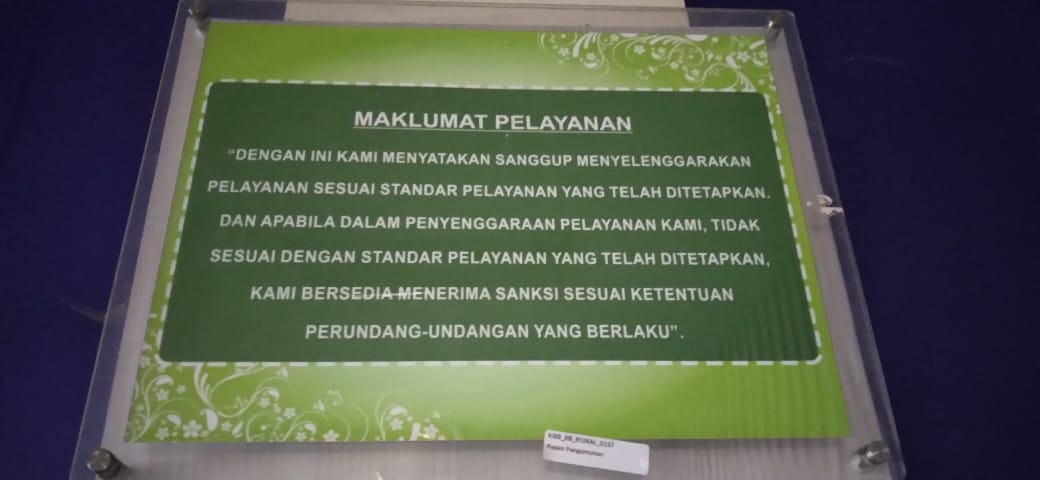 MAKLUMAT PELAYANAN
“DENGAN INI KAMI MENYATAKAN SANGGUP MENYELENGGARAKAN
PELAYANAN SESUAI STANDAR PELAYANAN YANG TELAH DITETAPKAN.
DAN APABILA DALAM PENYENGGARAAN PELAYANAN KAMI, TIDAK
SESUAI DENGAN STANDAR PELAYANAN YANG TELAH DITETAPKAN,
KAMI BERSEDIA MENERIMA SANKSI SESUAI KETENTUAN
PERUNDANG-UNDANGAN YANG BERLAKU”.
Papan Pengumuman